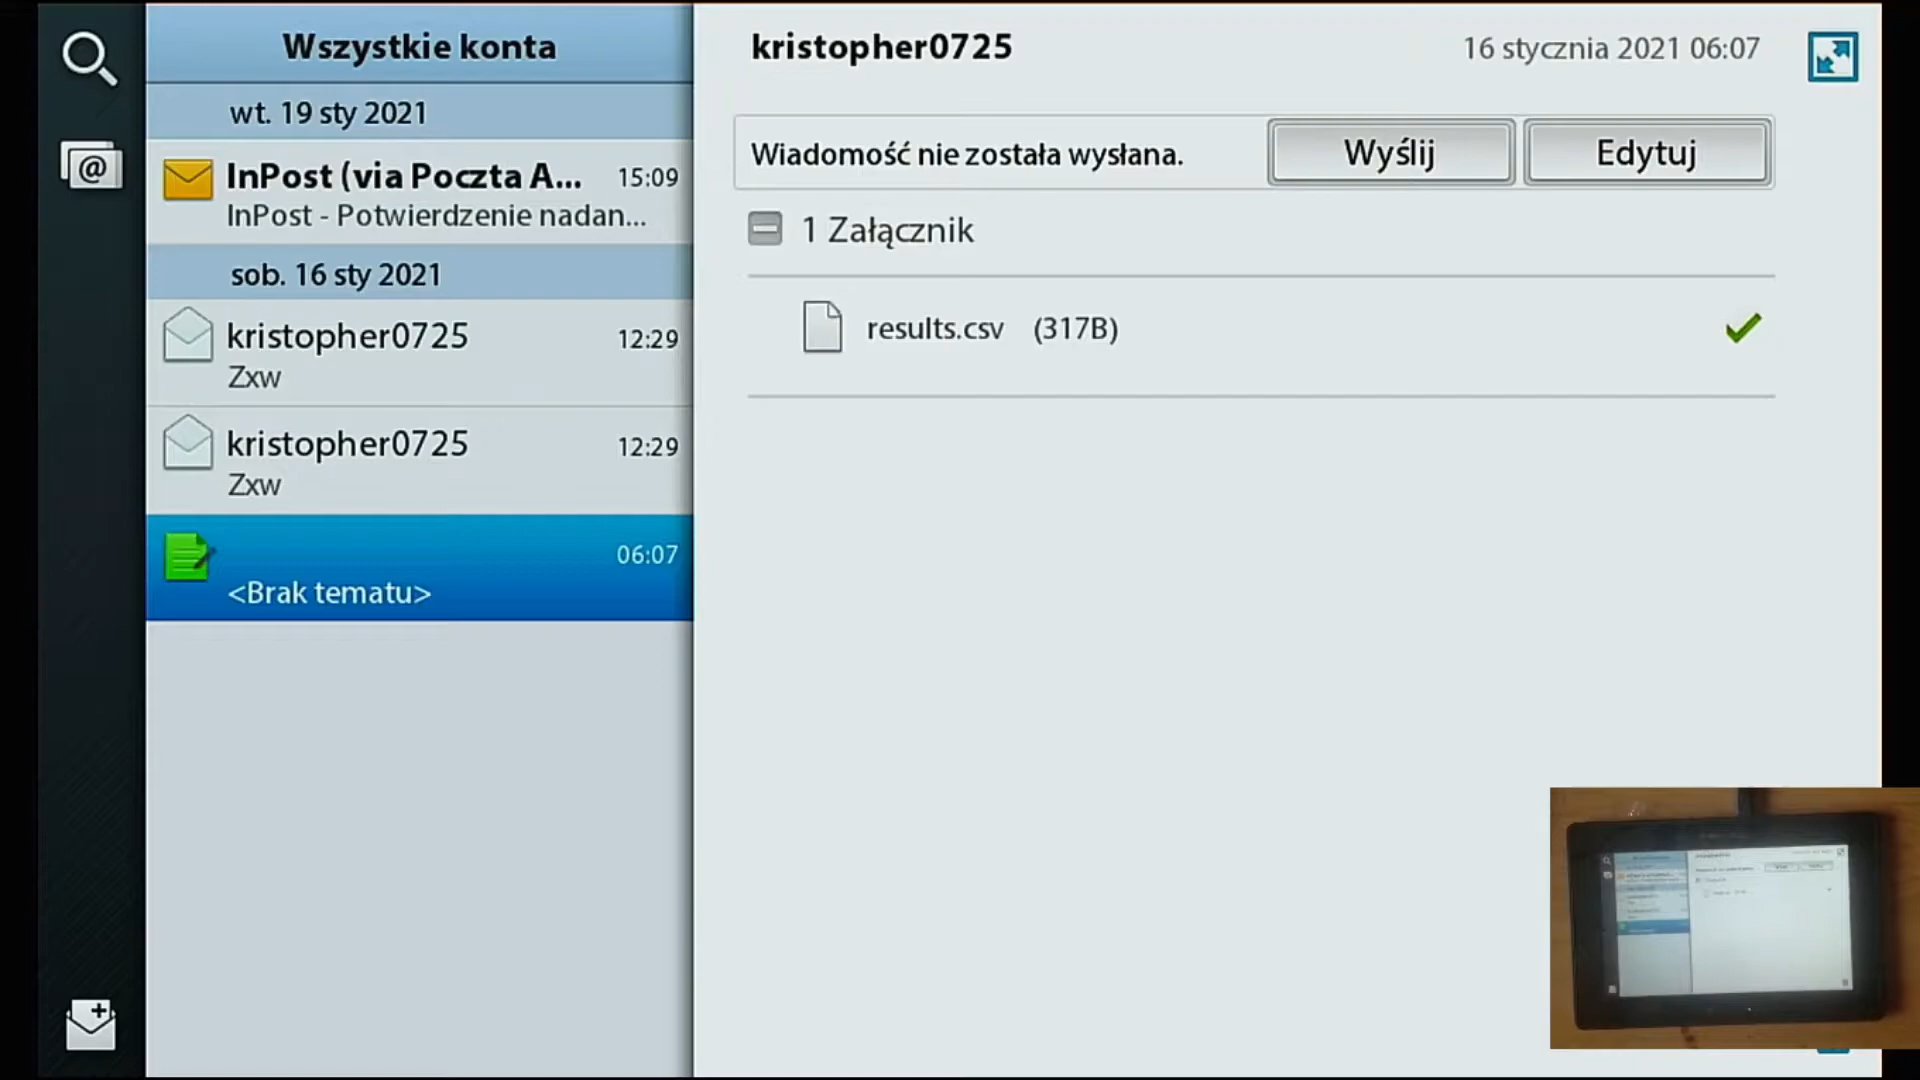 Wszystkie konta
wt. 19 sty 2021
InPost (via Poczta A... 15:09
InPost - Potwierdzenie nadan...
sob. 16 sty 2021
kristopher0725 12:29
Zxw
kristopher0725 12:29
Zxw
06:07
<Brak tematu>
kristopher0725 16 stycznia 2021 06:07
Wiadomość nie została wysłana. Wyślij Edytuj
1 Załącznik
results.csv (317B)